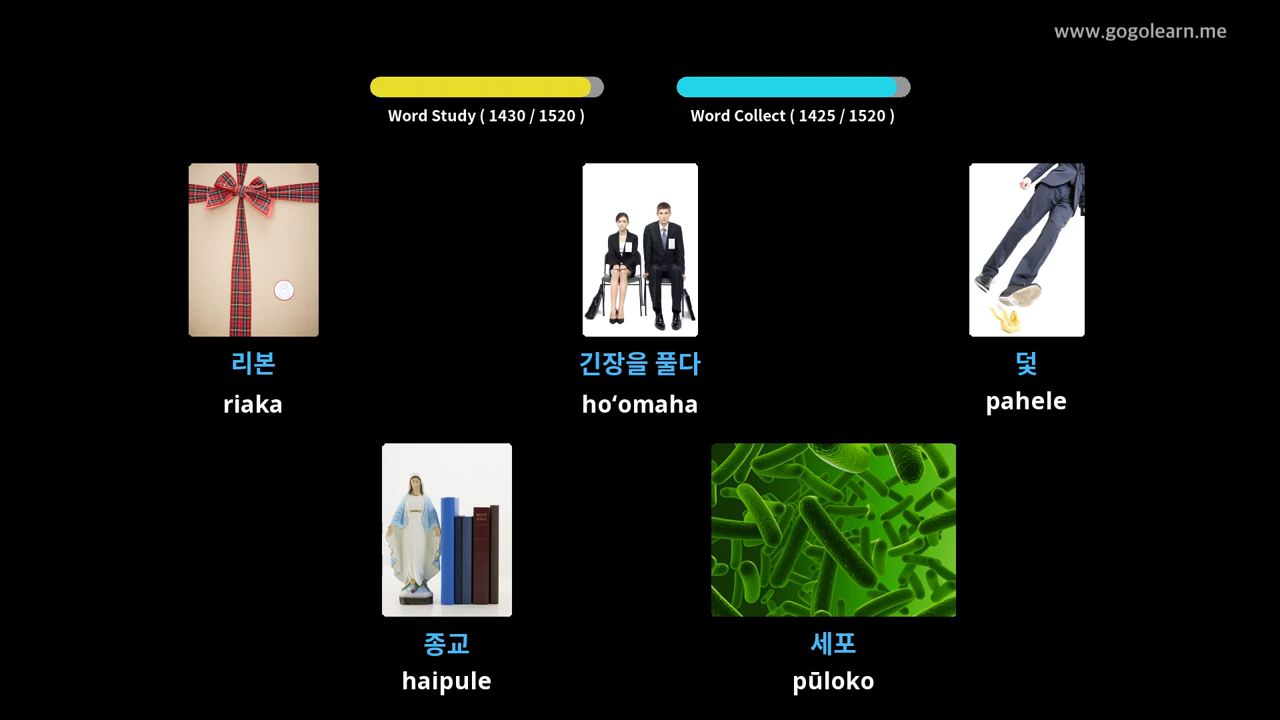 www.gogolearn.me
Word Study ( 1430 / 1520 )
Word Collect ( 1425 / 1520 )
리본
riaka
긴장을 풀다
hoʻomaha
덫
pahele
종교
haipule
세포
pūloko